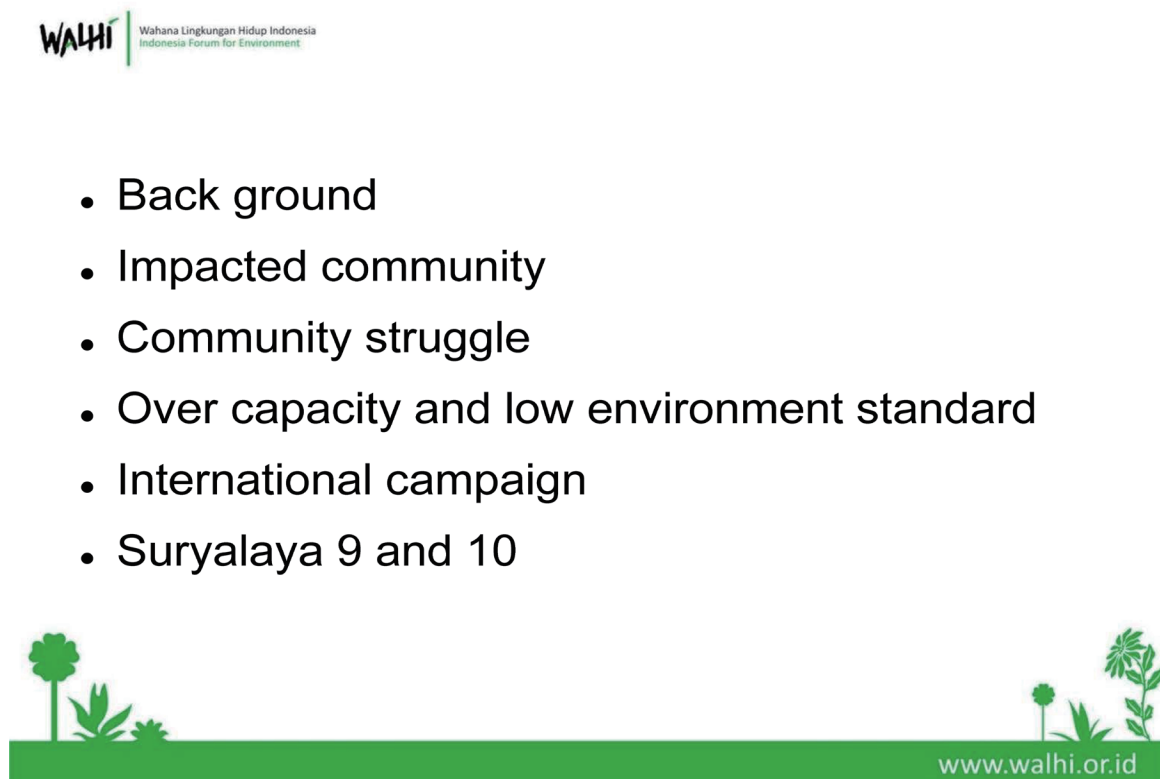 WALHI
Wahana Lingkungan Hidup Indonesia
Indonesia Forum for Environment
• Back ground
• Impacted community
• Community struggle
• Over capacity and low environment standard
• International campaign
• Suryalaya 9 and 10
www.walhi.or.id